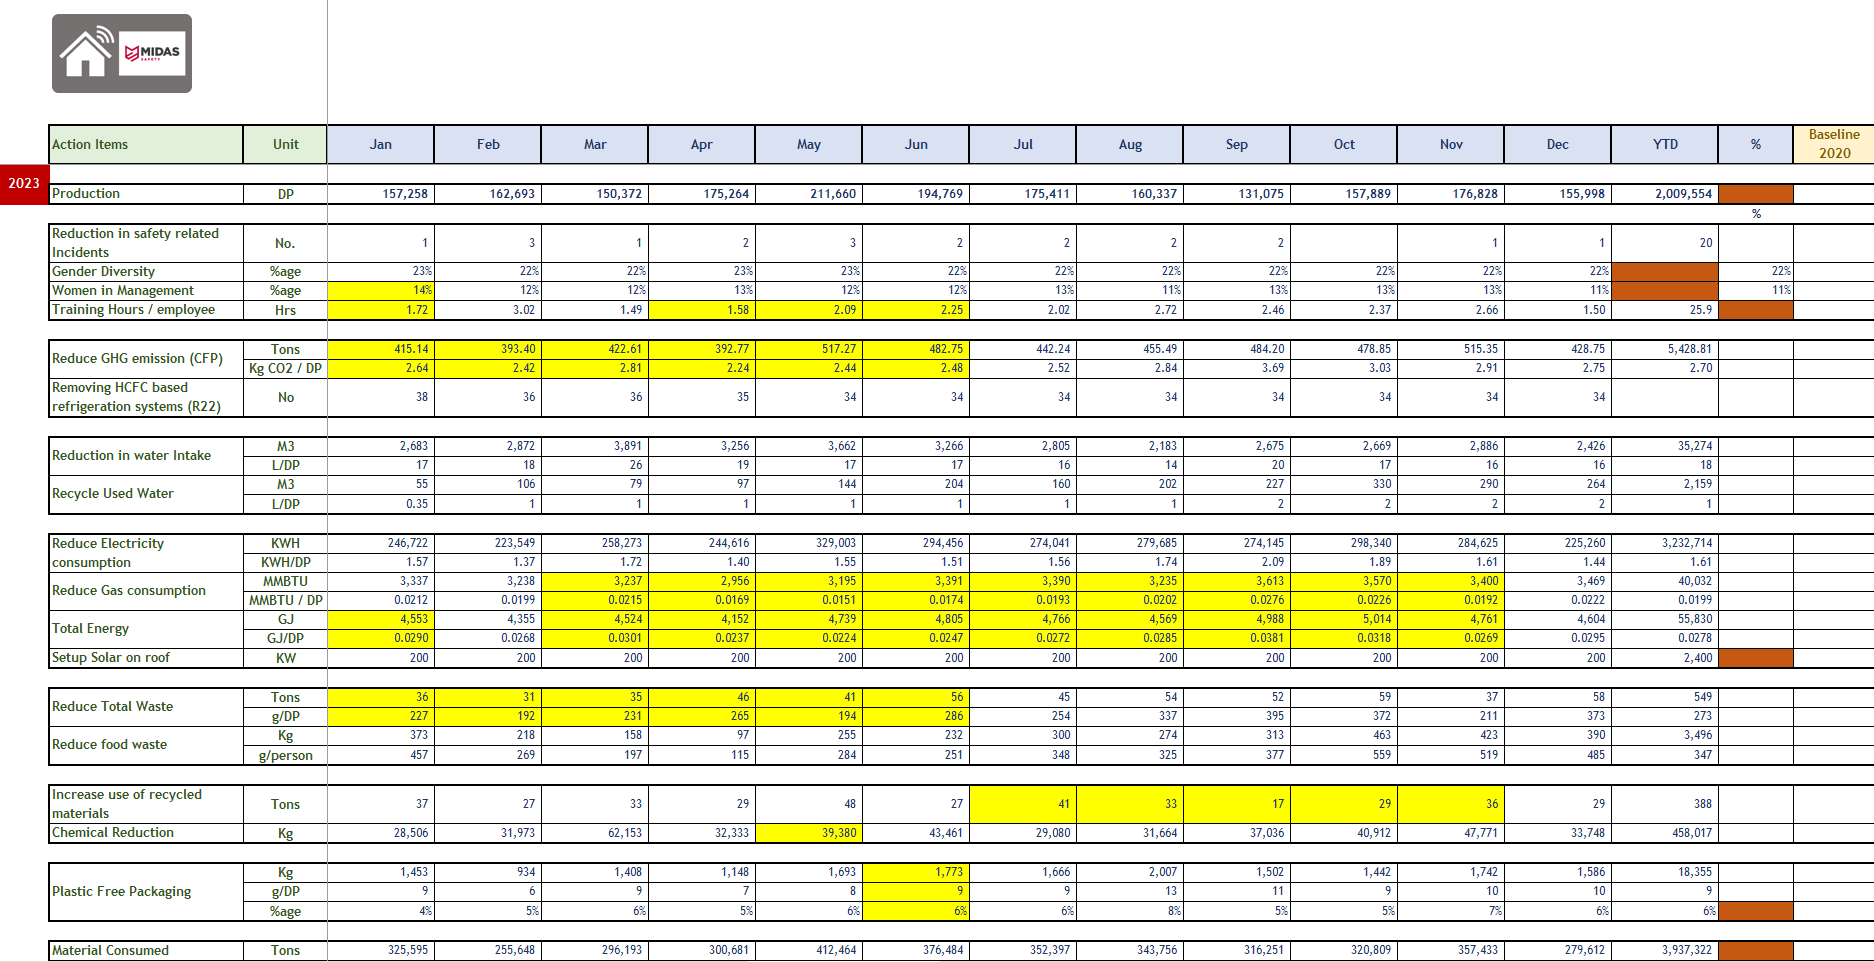 MIDAS
SAFETY
Action Items Unit Jan Feb Mar Apr May Jun Jul Aug Sep Oct Nov Dec YTD % Baseline 2020
2023
Production DP 157,258 162,693 150,372 175,264 211,660 194,769 175,411 160,337 131,075 157,889 176,828 155,998 2,009,554
%
Reduction in safety related
Incidents No. 1 3 1 2 3 2 2 2 2 1 1 20
Gender Diversity %age 23% 22% 22% 23% 23% 22% 22% 22% 22% 22% 22% 22% 22%
Women in Management %age 14% 12% 12% 13% 12% 12% 13% 11% 13% 13% 13% 11% 11%
Training Hours / employee Hrs 1.72 3.02 1.49 1.58 2.09 2.25 2.02 2.72 2.46 2.37 2.66 1.50 25.9
Reduce GHG emission (CFP) Tons 415.14 393.40 422.61 392.77 517.27 482.75 442.24 455.49 484.20 478.85 515.35 428.75 5,428.81
Kg CO2 / DP 2.64 2.42 2.81 2.24 2.44 2.48 2.52 2.84 3.69 3.03 2.91 2.75 2.70
Removing HCFC based
refrigeration systems (R22) No 38 36 36 35 34 34 34 34 34 34 34 34
Reduction in water Intake M3 2,683 2,872 3,891 3,256 3,662 3,266 2,805 2,183 2,675 2,669 2,886 2,426 35,274
L/DP 17 18 26 19 17 17 16 14 20 17 16 16 18
Recycle Used Water M3 55 106 79 97 144 204 160 202 227 330 290 264 2,159
L/DP 0.35 1 1 1 1 1 1 1 2 2 2 2 1
Reduce Electricity
consumption KWH 246,722 223,549 258,273 244,616 329,003 294,456 274,041 279,685 274,145 298,340 284,625 225,260 3,232,714
KWH/DP 1.57 1.37 1.72 1.40 1.55 1.51 1.56 1.74 2.09 1.89 1.61 1.44 1.61
Reduce Gas consumption MMBTU 3,337 3,238 3,237 2,956 3,195 3,391 3,390 3,235 3,613 3,570 3,400 3,469 40,032
MMBTU / DP 0.0212 0.0199 0.0215 0.0169 0.0151 0.0174 0.0193 0.0202 0.0276 0.0226 0.0192 0.0222 0.0199
Total Energy GJ 4,553 4,355 4,524 4,152 4,739 4,805 4,766 4,569 4,988 5,014 4,761 4,604 55,830
GJ/DP 0.0290 0.0268 0.0301 0.0237 0.0224 0.0247 0.0272 0.0285 0.0381 0.0318 0.0269 0.0295 0.0278
Setup Solar on roof KW 200 200 200 200 200 200 200 200 200 200 200 200 2,400
Reduce Total Waste Tons 36 31 35 46 41 56 45 54 52 59 37 58 549
g/DP 227 192 231 265 194 286 254 337 395 372 211 373 273
Reduce food waste Kg 373 218 158 97 255 232 300 274 313 463 423 390 3,496
g/person 457 269 197 115 284 251 348 325 377 559 519 485 347
Increase use of recycled
materials Tons 37 27 33 29 48 27 41 33 17 29 36 29 388
Chemical Reduction Kg 28,506 31,973 62,153 32,333 39,380 43,461 29,080 31,664 37,036 40,912 47,771 33,748 458,017
Plastic Free Packaging Kg 1,453 934 1,408 1,148 1,693 1,773 1,666 2,007 1,502 1,442 1,742 1,586 18,355
g/DP 9 6 9 7 8 9 9 13 11 9 10 10 9
%age 4% 5% 6% 5% 6% 6% 6% 8% 5% 5% 7% 6% 6%
Material Consumed Tons 325,595 255,648 296,193 300,681 412,464 376,484 352,397 343,756 316,251 320,809 357,433 279,612 3,937,322